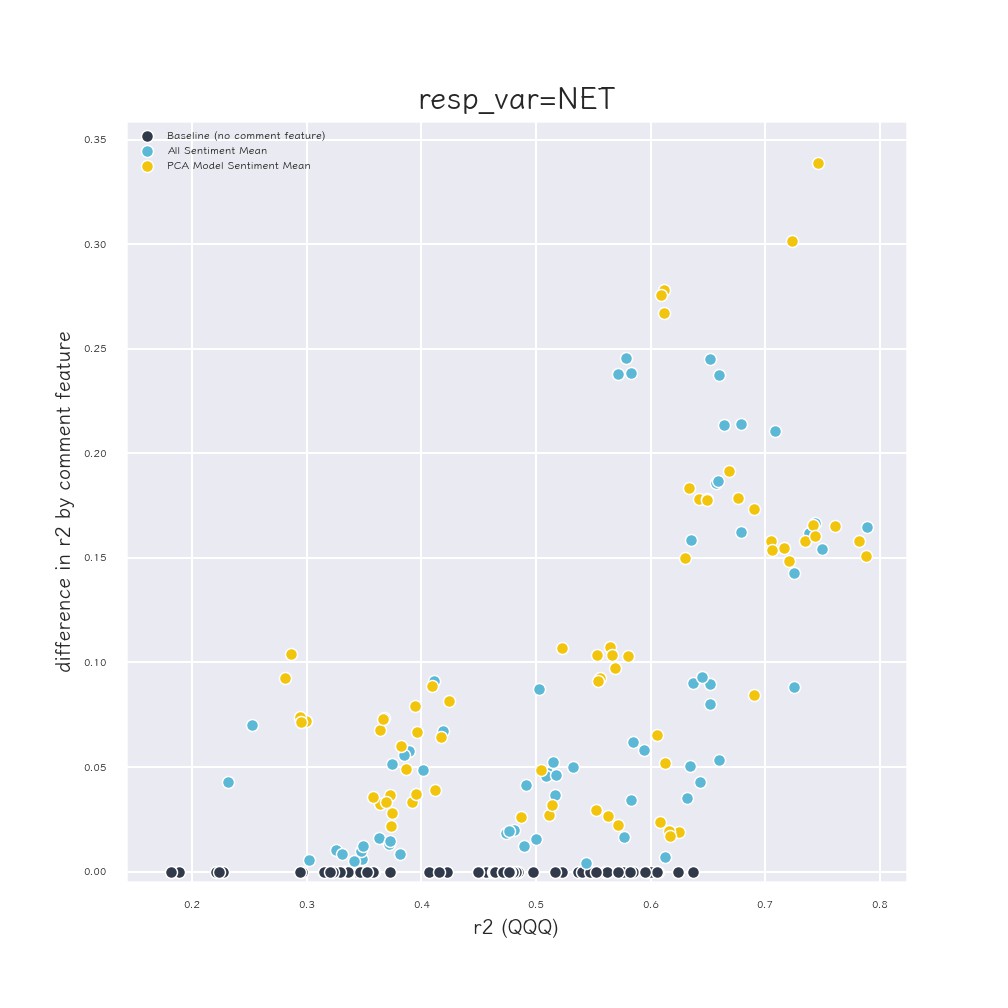 resp_var=NET
Baseline (no comment feature)
All Sentiment Mean
PCA Model Sentiment Mean
difference in r2 by comment feature
0.35
0.30
0.25
0.20
0.15
0.10
0.05
0.00
0.2 0.3 0.4 0.5 0.6 0.7 0.8
r2 (QQQ)